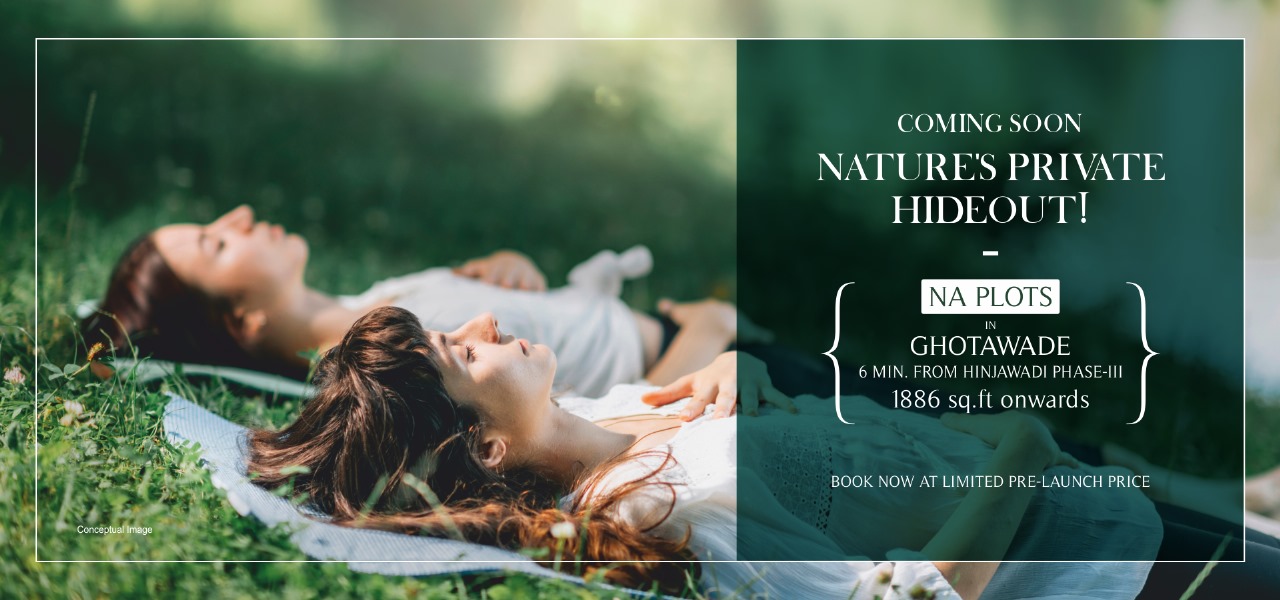 COMING SOON
NATURE'S PRIVATE
HIDEOUT!
NA PLOTS
IN
GHOTAWADE
6 MIN. FROM HINJAWADI PHASE-III
1886 sq.ft onwards
BOOK NOW AT LIMITED PRE-LAUNCH PRICE
Conceptual Image